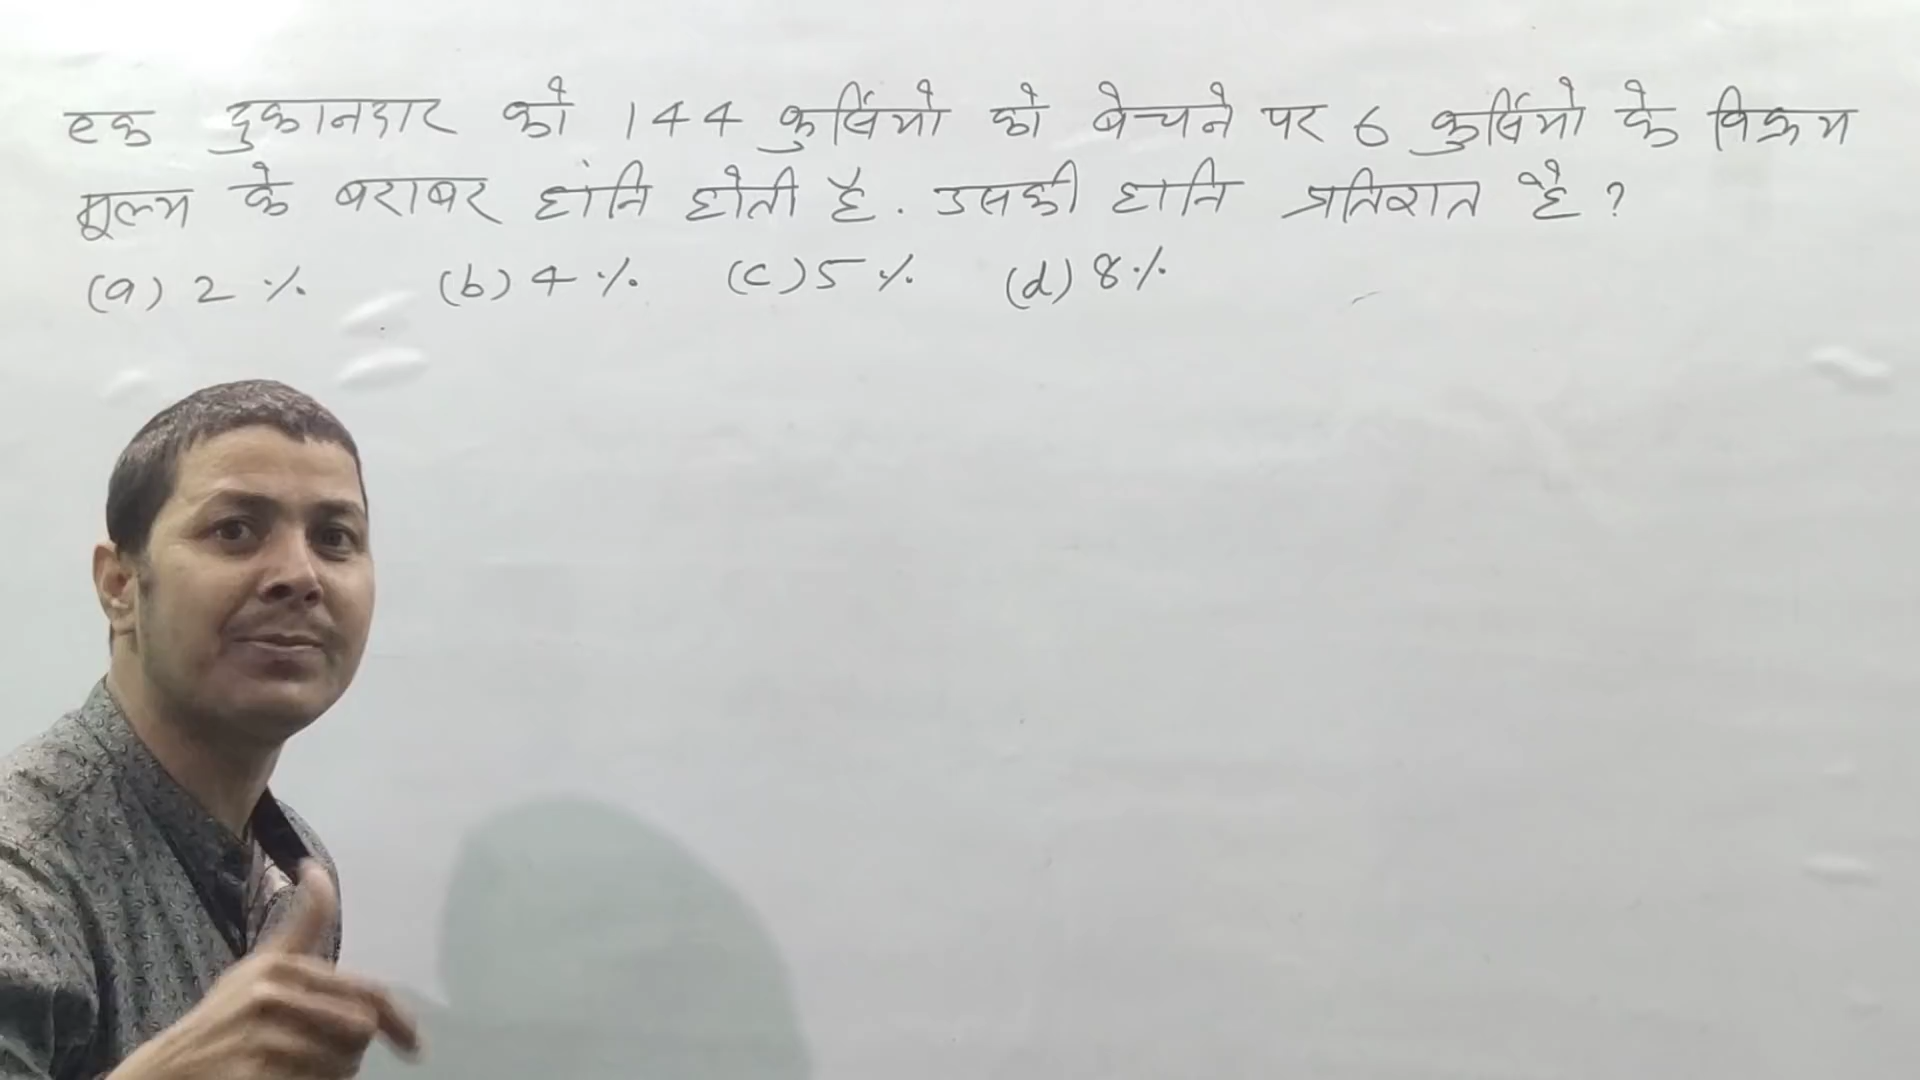 एक दुकानदार को 144 कुर्सियो को बेचने पर 6 कुर्सियो के विक्रय
मूल्य के बराबर हांनि होती है. उसकी हानि प्रतिशत है ?
(a) 2 % (b) 4 % (c) 5 % (d) 8 %